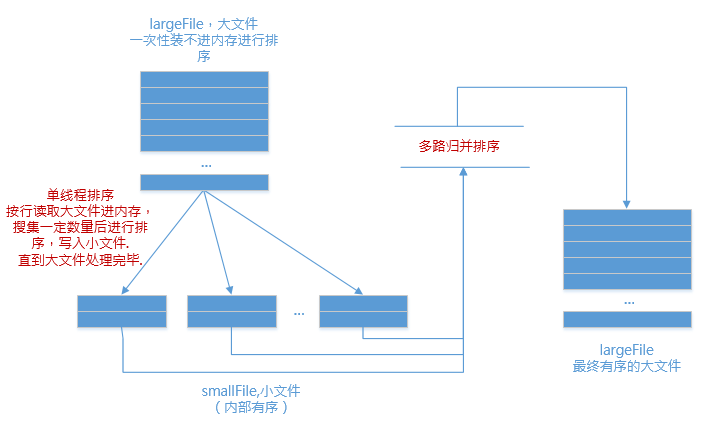 largeFile，大文件
一次性装不进内存进行排
序
...
单线程排序
按行读取大文件进内存，
搜集一定数量后进行排
序，写入小文件.
直到大文件处理完毕.
...
smallFile,小文件
（内部有序）
多路归并排序
...
largeFile
最终有序的大文件